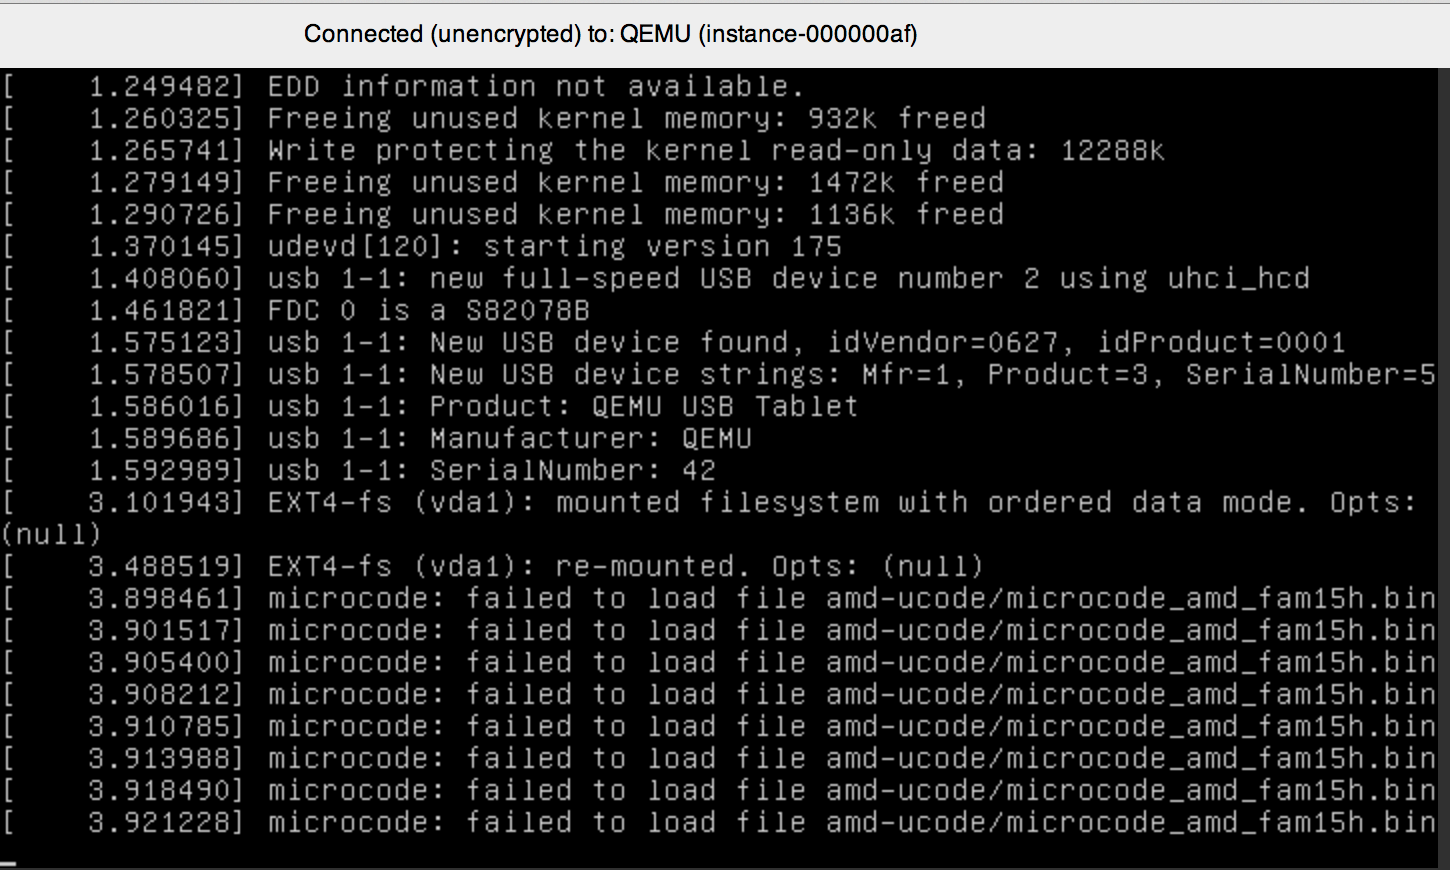 Connected (unencrypted) to: QEMU (instance-000000af)
[    1.249482] EDD information not available.
[    1.260325] Freeing unused kernel memory: 932k freed
[    1.265741] Write protecting the kernel read-only data: 12288k
[    1.279149] Freeing unused kernel memory: 1472k freed
[    1.290726] Freeing unused kernel memory: 1136k freed
[    1.370145] udevd[120]: starting version 175
[    1.408060] usb 1-1: new full-speed USB device number 2 using uhci_hcd
[    1.461821] FDC 0 is a S82078B
[    1.575123] usb 1-1: New USB device found, idVendor=0627, idProduct=0001
[    1.578507] usb 1-1: New USB device strings: Mfr=1, Product=3, SerialNumber=5
[    1.586016] usb 1-1: Product: QEMU USB Tablet
[    1.589686] usb 1-1: Manufacturer: QEMU
[    1.592989] usb 1-1: SerialNumber: 42
[    3.101943] EXT4-fs (vda1): mounted filesystem with ordered data mode. Opts:
(null)
[    3.488519] EXT4-fs (vda1): re-mounted. Opts: (null)
[    3.898461] microcode: failed to load file amd-ucode/microcode_amd_fam15h.bin
[    3.901517] microcode: failed to load file amd-ucode/microcode_amd_fam15h.bin
[    3.905400] microcode: failed to load file amd-ucode/microcode_amd_fam15h.bin
[    3.908212] microcode: failed to load file amd-ucode/microcode_amd_fam15h.bin
[    3.910785] microcode: failed to load file amd-ucode/microcode_amd_fam15h.bin
[    3.913988] microcode: failed to load file amd-ucode/microcode_amd_fam15h.bin
[    3.918490] microcode: failed to load file amd-ucode/microcode_amd_fam15h.bin
[    3.921228] microcode: failed to load file amd-ucode/microcode_amd_fam15h.bin